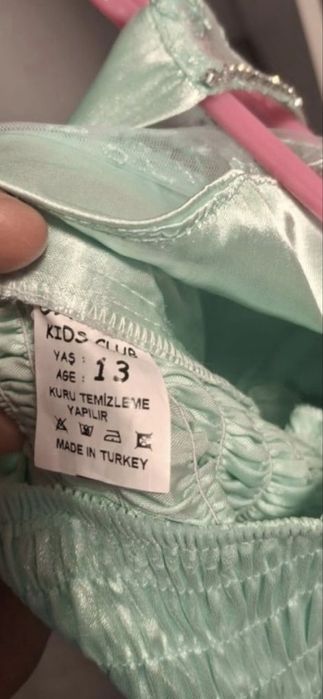 KIDS CLUB
YAŞ : 13
AGE :
KURU TEMİZLEME
YAPILIR
MADE IN TURKEY